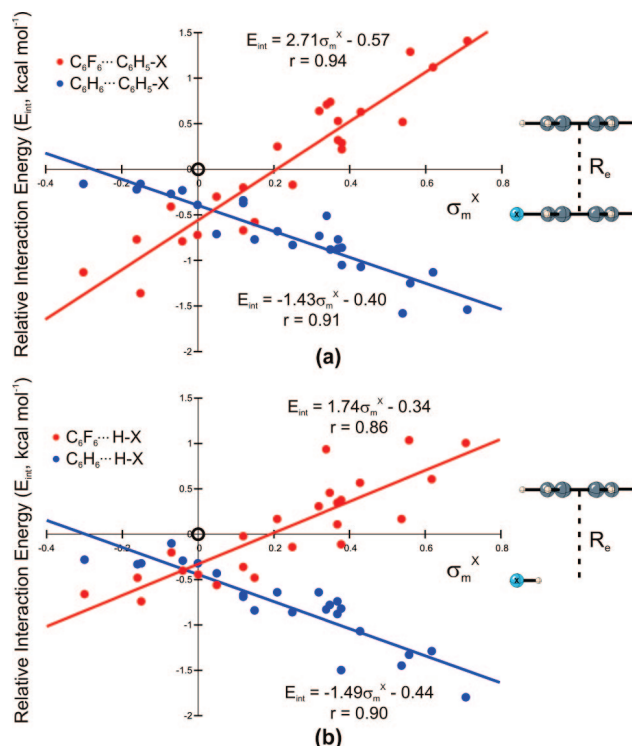 (a)
Relative Interaction Energy (E_int, kcal mol⁻¹)
C₆F₆··· C₆H₅-X
C₆H₆··· C₆H₅-X
E_int = 2.71σ_m^X - 0.57
r = 0.94
1.5
1
0.5
0
-0.4
-0.2
0
0.2
0.4
0.6
0.8
σ_m^X
-0.5
-1
-1.5
-2
E_int = -1.43σ_m^X - 0.40
r = 0.91
R_e
X
(a)
Relative Interaction Energy (E_int, kcal mol⁻¹)
C₆F₆··· H-X
C₆H₆··· H-X
E_int = 1.74σ_m^X - 0.34
r = 0.86
1.5
1
0.5
0
-0.4
-0.2
0
0.2
0.4
0.6
0.8
σ_m^X
-0.5
-1
-1.5
-2
E_int = -1.49σ_m^X - 0.44
r = 0.90
R_e
X
(b)